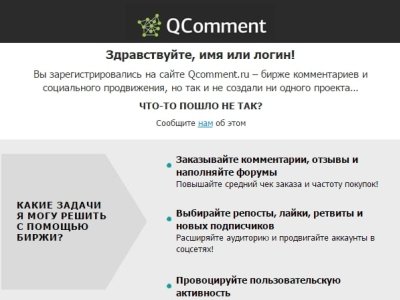 QComment
Здравствуйте, имя или логин!
Вы зарегистрировались на сайте Qcomment.ru – бирже комментариев и
социального продвижения, но так и не создали ни одного проекта...
ЧТО-ТО ПОШЛО НЕ ТАК?
Сообщите нам об этом
КАКИЕ ЗАДАЧИ
Я МОГУ РЕШИТЬ
С ПОМОЩЬЮ
БИРЖИ?
Заказывайте комментарии, отзывы и
наполняйте форумы
Повышайте средний чек заказа и частоту покупок!
Выбирайте репосты, лайки, ретвиты и
новых подписчиков
Расширяйте аудиторию и продвигайте аккаунты в
соцсетях!
Провоцируйте пользовательскую
активность